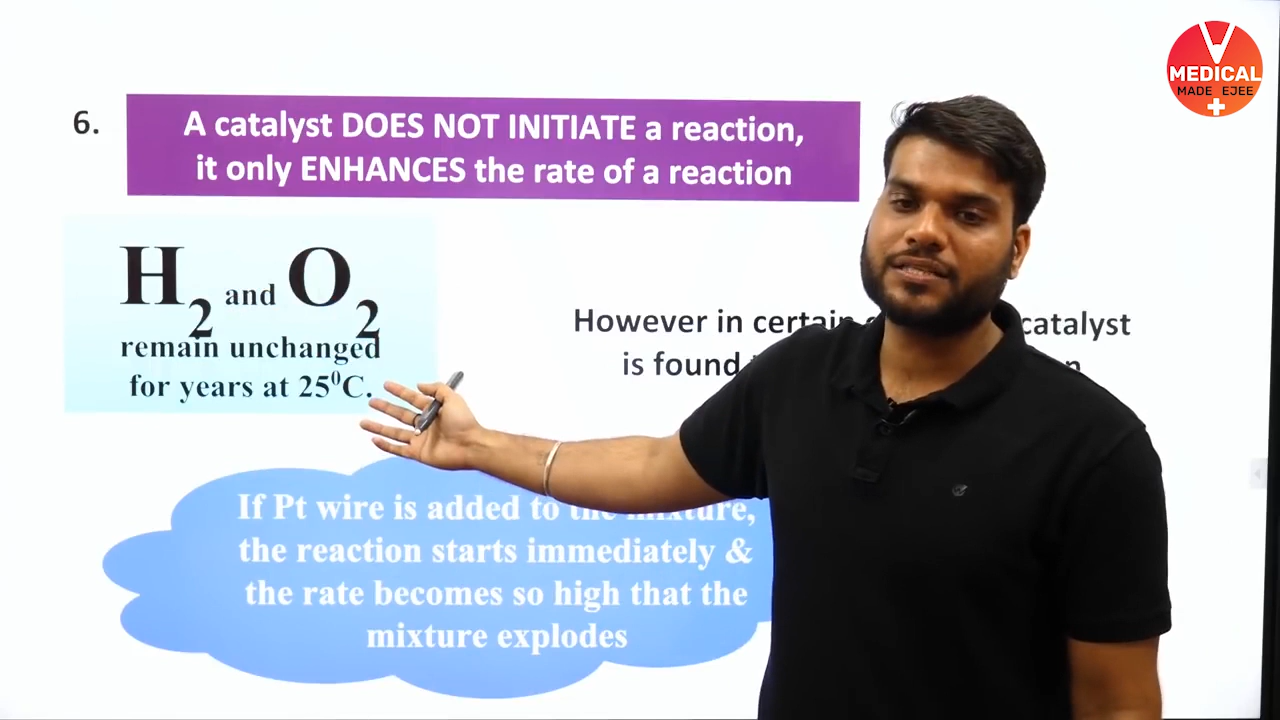 MEDICAL
MADE EJEE
6.
A catalyst DOES NOT INITIATE a reaction,
it only ENHANCES the rate of a reaction
H2 and O2
remain unchanged
for years at 25⁰C.
However in certain catalyst
is found
If Pt wire is added to the mixture,
the reaction starts immediately &
the rate becomes so high that the
mixture explodes